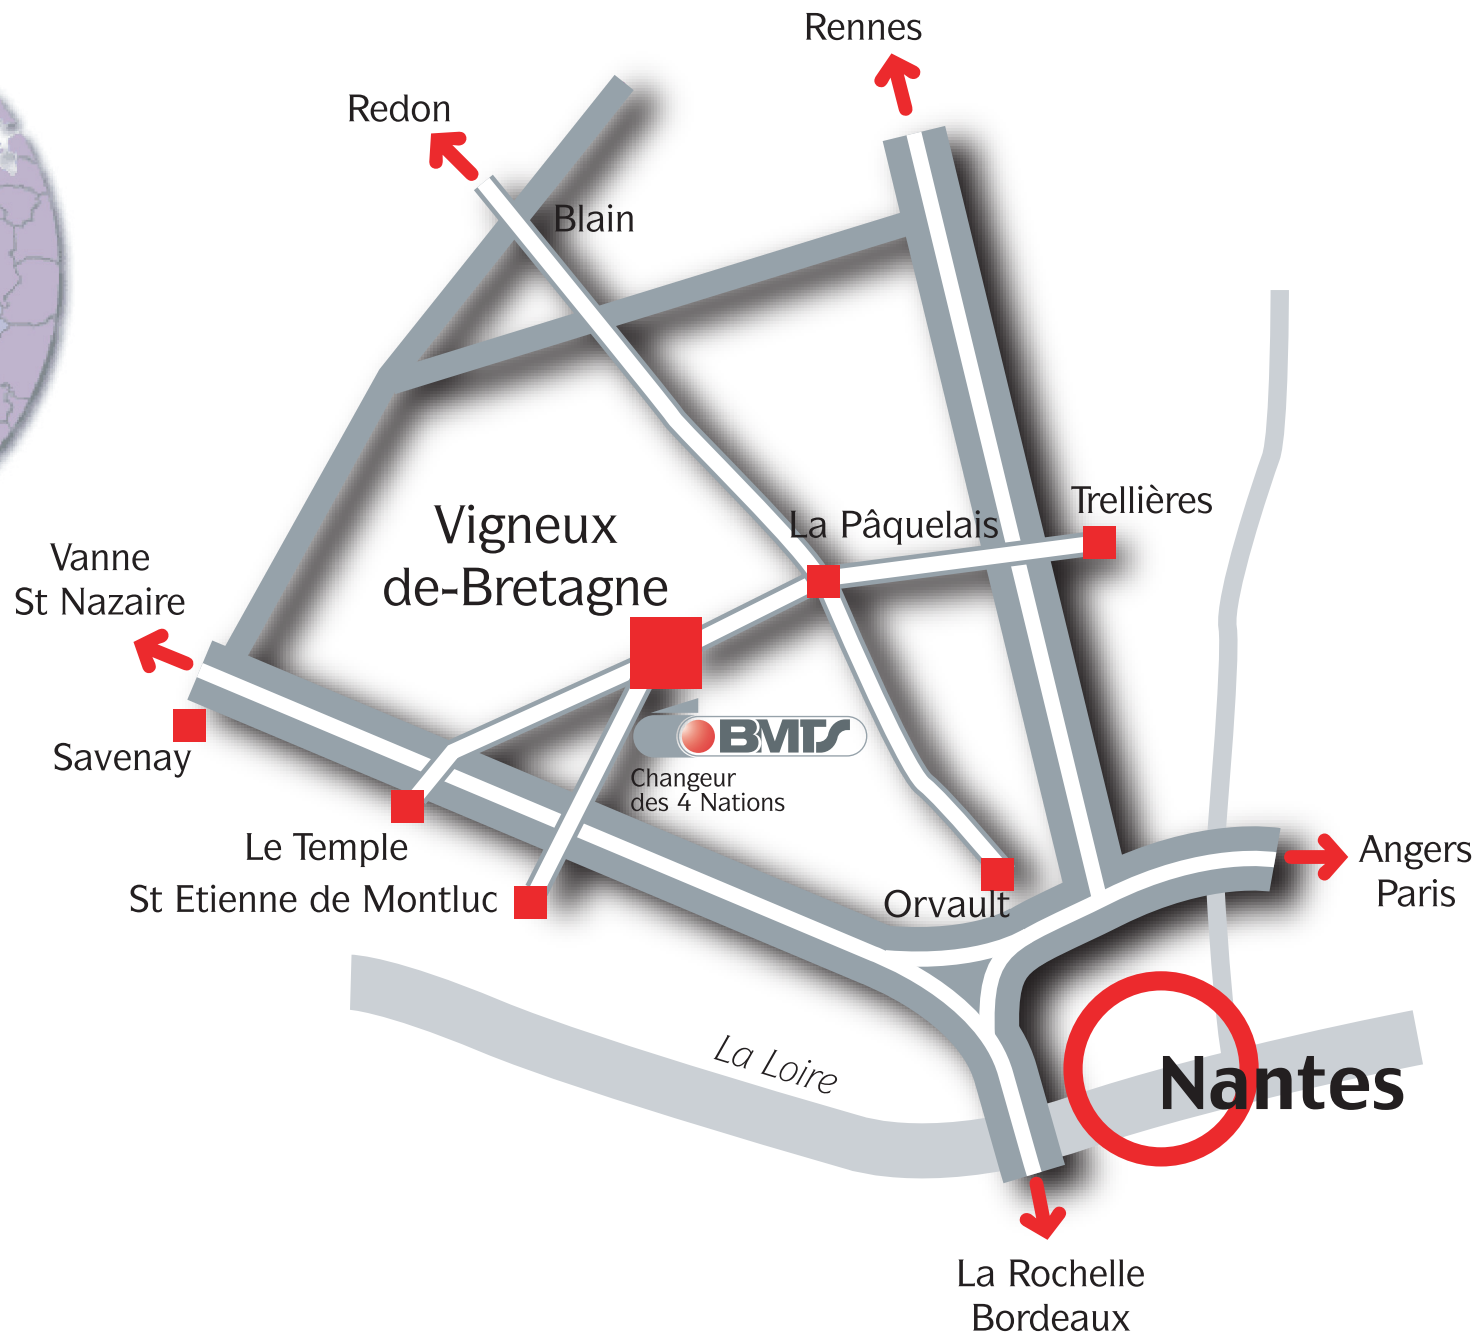 Rennes
Redon
Blain
Trellières
La Pâquelais
Vigneux
de-Bretagne
Vanne
St Nazaire
Savenay
BMTS
Changeur
des 4 Nations
Le Temple
St Etienne de Montluc
Orvault
Angers
Paris
La Loire
Nantes
La Rochelle
Bordeaux